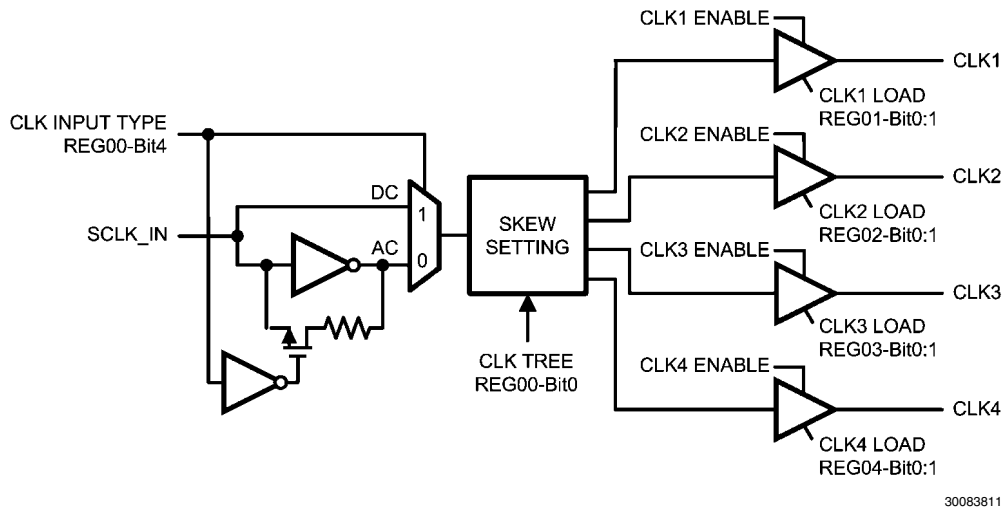 CLK1 ENABLE
CLK1
CLK1 LOAD
REG01-Bit0:1
CLK INPUT TYPE
REG00-Bit4
CLK2 ENABLE
CLK2
CLK2 LOAD
REG02-Bit0:1
DC
1
SCLK_IN
AC
0
SKEW
SETTING
CLK3 ENABLE
CLK3
CLK3 LOAD
REG03-Bit0:1
CLK TREE
REG00-Bit0
CLK4 ENABLE
CLK4
CLK4 LOAD
REG04-Bit0:1
30083811